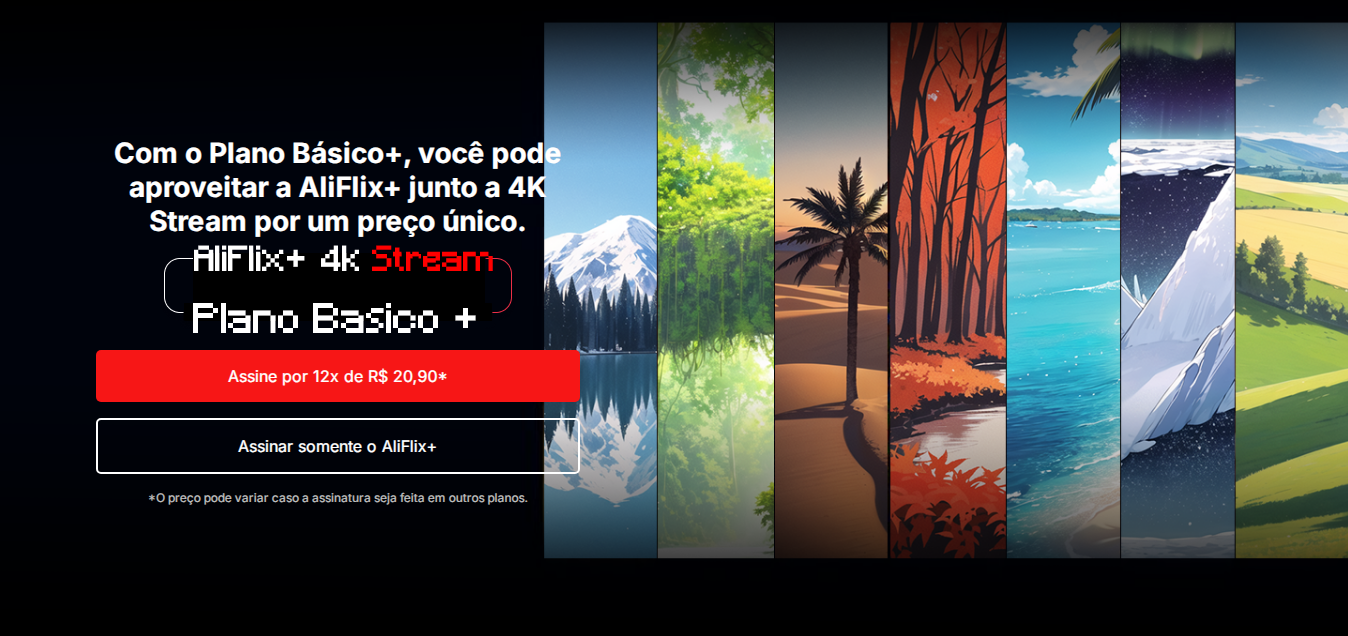 Com o Plano Básico+, você pode
aproveitar a AliFlix+ junto a 4K
Stream por um preço único.
AliFlix+ 4k Stream
Plano Basico +
Assine por 12x de R$ 20,90*
Assinar somente o AliFlix+
*O preço pode variar caso a assinatura seja feita em outros planos.